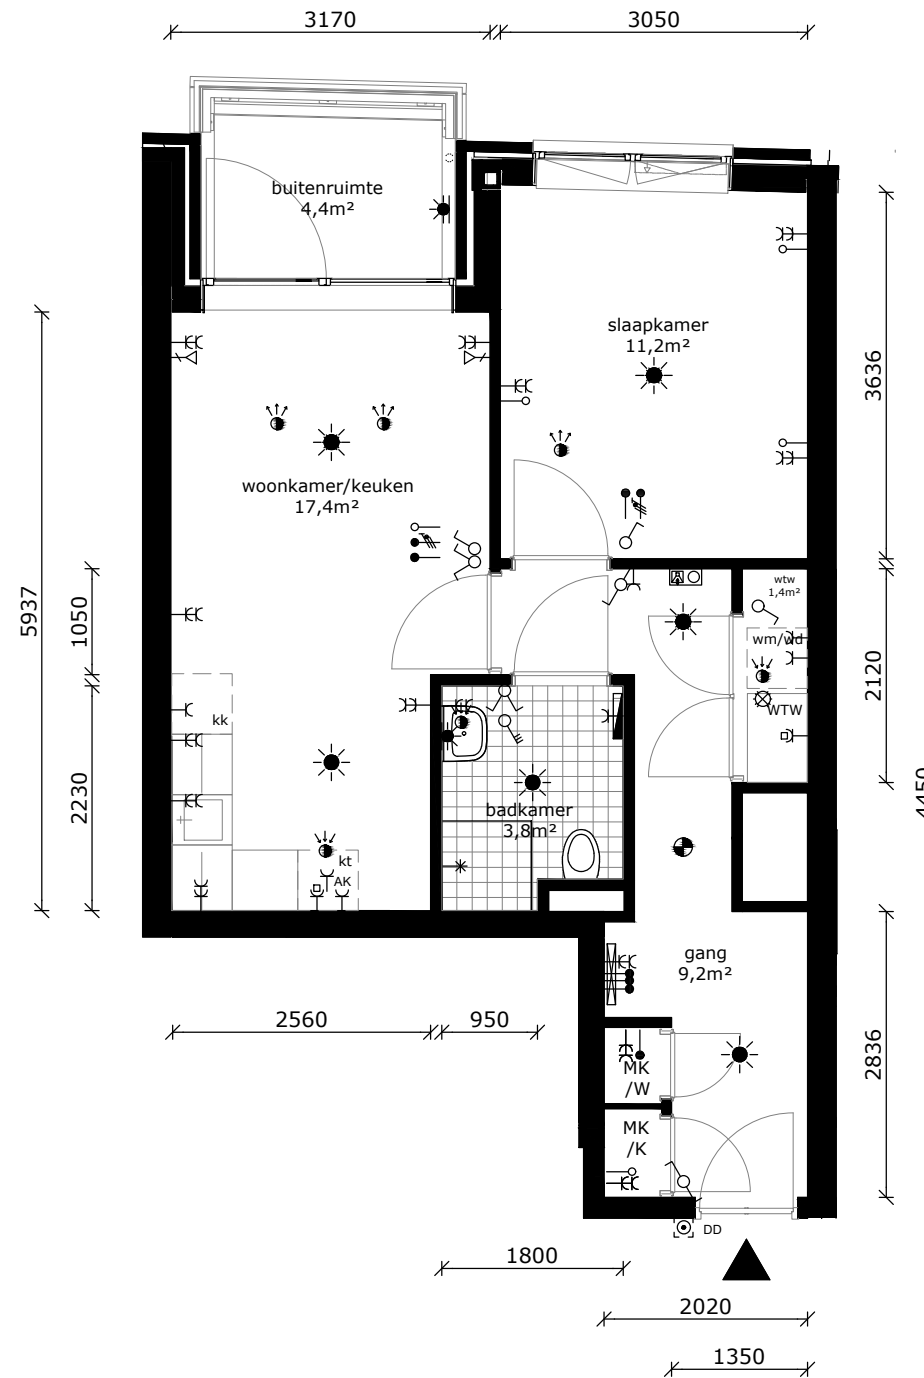 3170
3050
buitenruimte
4,4m²
slaapkamer
11,2m²
3636
woonkamer/keuken
17,4m²
5937
1050
wtw
1,4m²
wm/wd
2120
WTW
kk
2230
badkamer
3,8m²
4450
kt
AK
gang
9,2m²
2560
950
2836
MK
/W
MK
/K
DD
1800
2020
1350